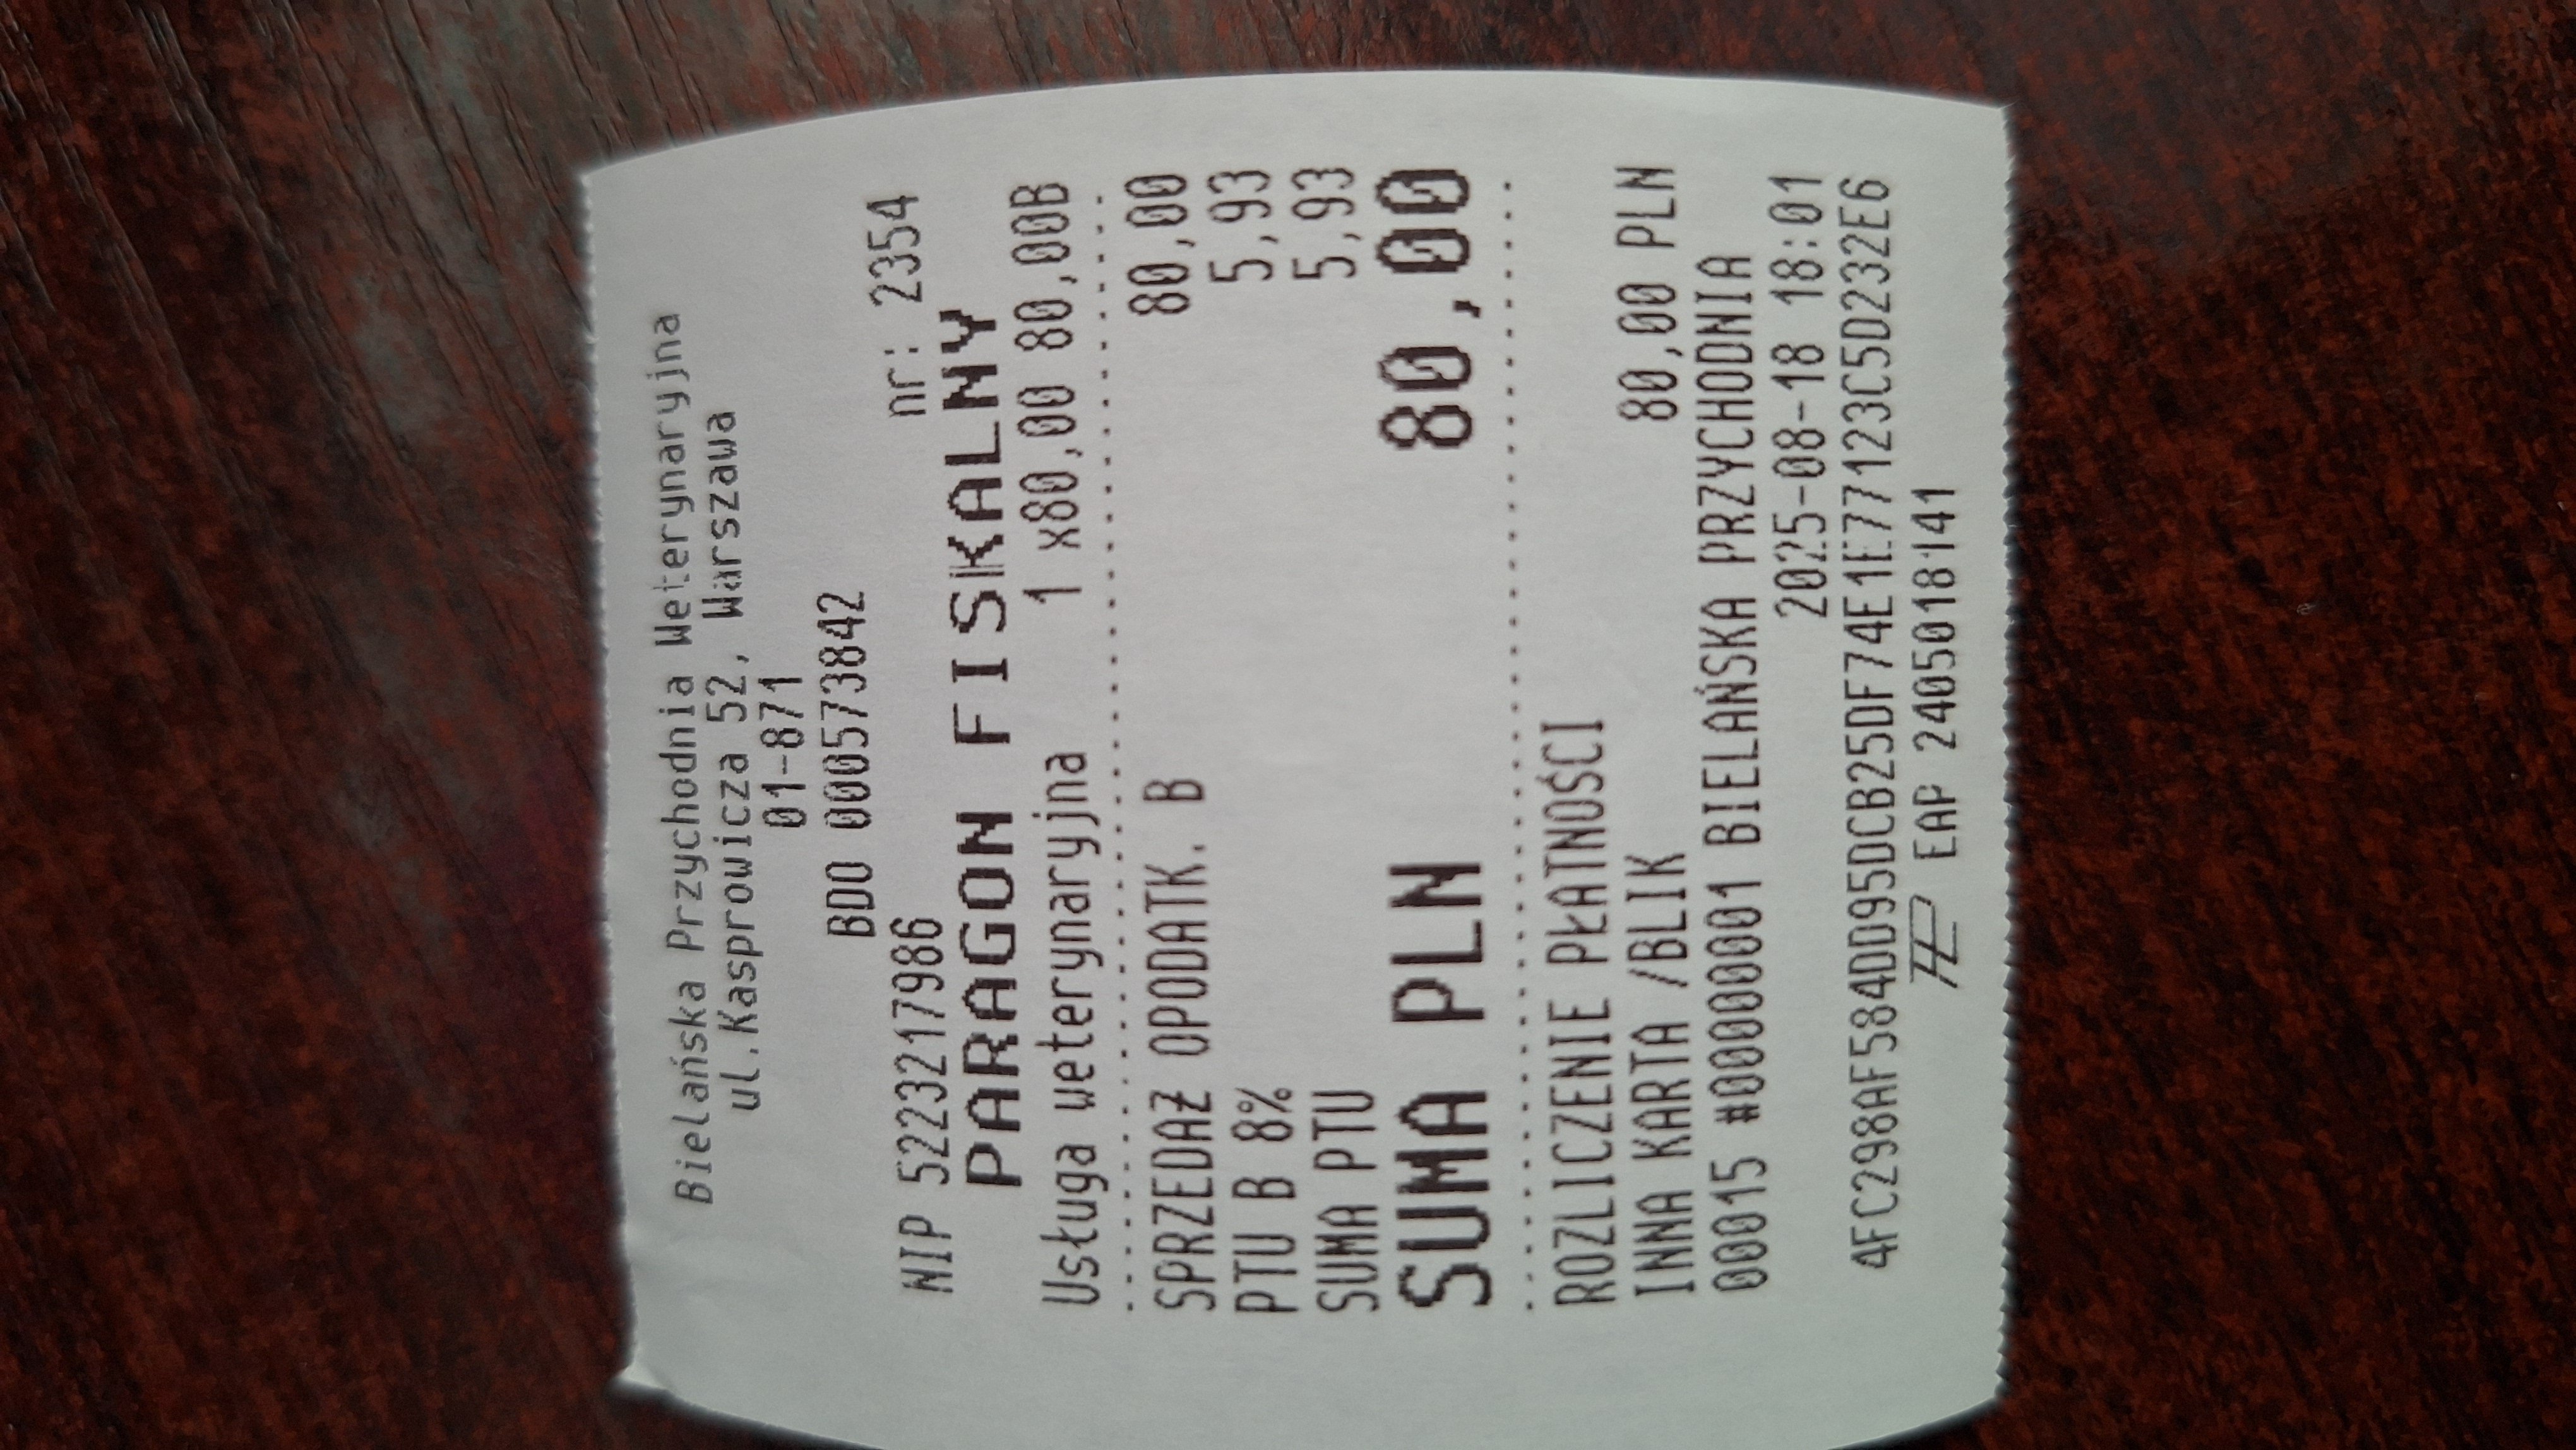 Bielańska Przychodnia Weterynaryjna
ul.Kasprowicza 52, Warszawa
01-871
BDO 000573842
NIP 5223217986 nr: 2354
PARAGON FISKALNY
Usługa weterynaryjna 1 x80,00 80,00B
SPRZEDAŻ OPODATK. B 80,00
PTU B 8% 5,93
SUMA PTU 5,93
SUMA PLN 80,00
ROZLICZENIE PŁATNOŚCI
INNA KARTA /BLIK 80,00 PLN
00015 #0000001 BIELAŃSKA PRZYCHODNIA
2025-08-18 18:01
4FC298AF584DD95DCB25DF74E1E77123C5D232E6
EAP 2405018141